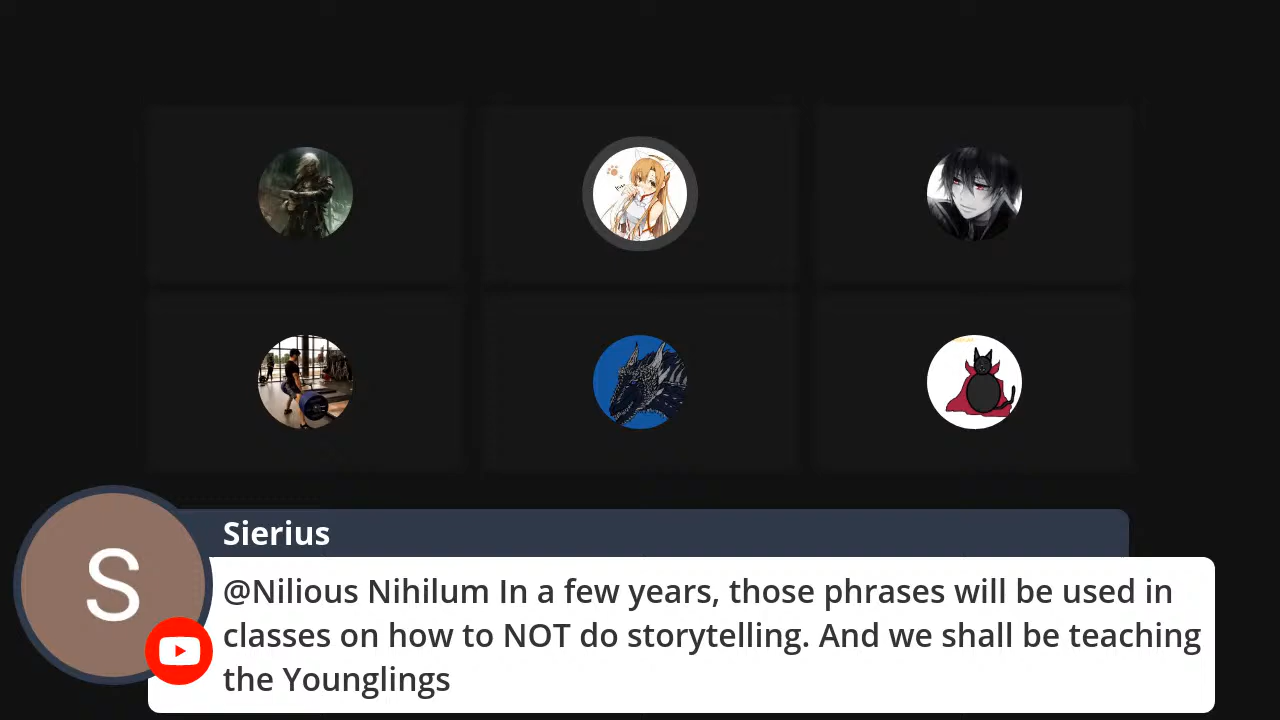 Sierius
@Nilious Nihilum In a few years, those phrases will be used in
classes on how to NOT do storytelling. And we shall be teaching
the Younglings
S